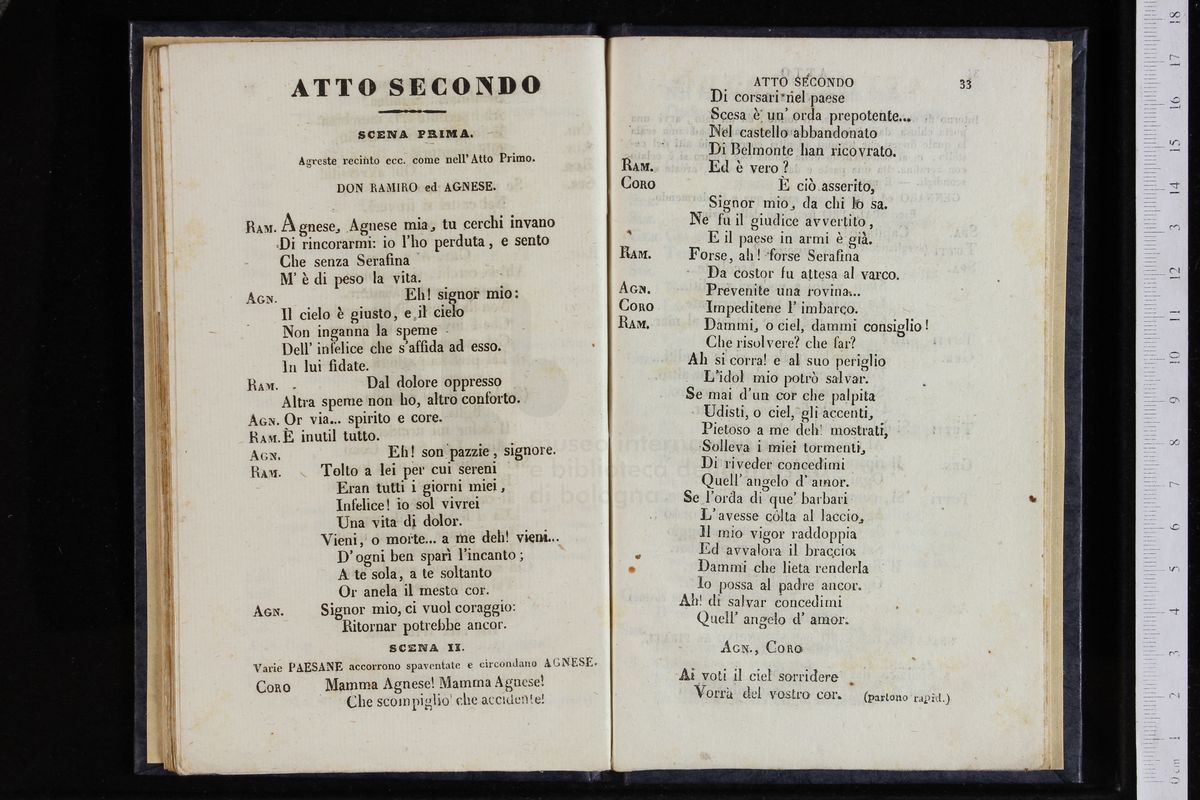 ATTO SECONDO
SCENA PRIMA.
Agreste recinto ecc. come nell'Atto Primo.
DON RAMIRO ed AGNESE.
RAM. Agnese, Agnese mia, tu cerchi invano
Di rincorarmi: io l'ho perduta, e sento
Che senza Serafina
M'è di peso la vita.
AGN. Eh! signor mio:
Il cielo è giusto, e il cielo
Non inganna la speme
Dell' infelice che s'affida ad esso.
In lui fidate.
RAM. Dal dolore oppresso
Altra speme non ho, altro conforto.
AGN. Or via... spirito e core.
RAM. È inutil tutto.
AGN. Eh! son pazzie, signore.
RAM. Tolto a lei per cui sereni
Eran tutti i giorni miei,
Infelice! io sol vivrei
Una vita di dolor.
Vieni, o morte... a me deh! vieni...
D'ogni ben sparì l'incanto;
A te sola, a te soltanto
Or anela il mesto cor.
AGN. Signor mio, ci vuol coraggio:
Ritornar potrebbe ancor.
SCENA II.
Varie PAESANE accorrono spaventate e circondano AGNESE.
CORO Mamma Agnese! Mamma Agnese!
Che scompiglio che accidente!
ATTO SECONDO 33
Di corsari nel paese
Scesa è un' orda prepotente...
Nel castello abbandonato
Di Belmonte han ricovrato.
RAM. Ed è vero?
CORO È ciò asserito,
Signor mio, da chi lo sa.
Ne fu il giudice avvertito,
E il paese in armi è già.
RAM. Forse, ah! forse Serafina
Da costor fu attesa al varco.
AGN. Prevenite una rovina...
CORO Impeditene l'imbarco.
RAM. Dammi, o ciel, dammi consiglio!
Che risolvere? che far?
Ah si corra! e al suo periglio
L'idol mio potrò salvar.
Se mai d'un cor che palpita
Udisti, o ciel, gli accenti,
Pietoso a me deh! mostrati,
Solleva i miei tormenti,
Di riveder concedimi
Quell' angelo d'amor.
Se l'orda di que' barbari
L'avesse còlta al laccio,
Il mio vigor raddoppia
Ed avvalora il braccio:
Dammi che lieta renderla
Io possa al padre ancor.
Ah! di salvar concedimi
Quell' angelo d'amor.
AGN., CORO
Ai voti il ciel sorridere
Vorrà del vostro cor. (partono rapid.)